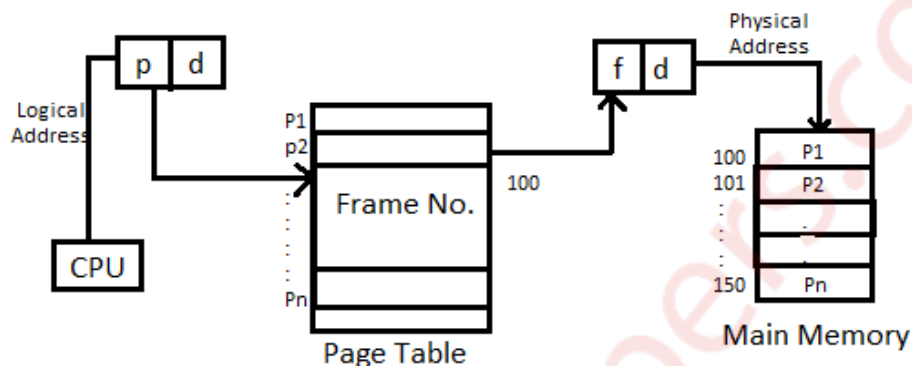 p d
Logical
Address
CPU
P1
p2
:
:
:
:
:
Pn
Frame No.
Page Table
100
f d
Physical
Address
100 P1
101 P2
: .
:
: .
:
150 Pn
Main Memory